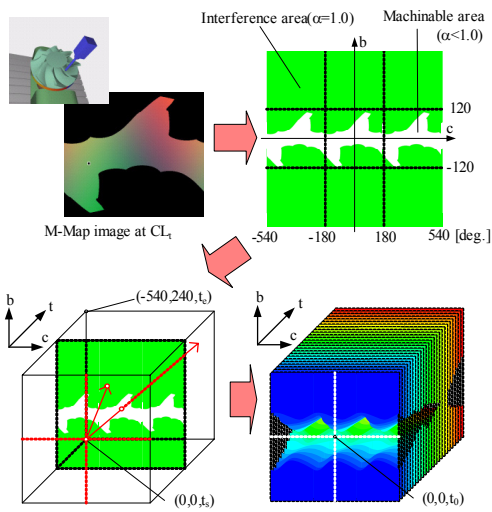 Interference area(α=1.0)
Machinable area
(α<1.0)
b
120
c
-120
-540
-180
180
540
[deg.]
M-Map image at CLt
(-540,240,te)
b
t
c
b
t
c
(0,0,ts)
(0,0,t0)